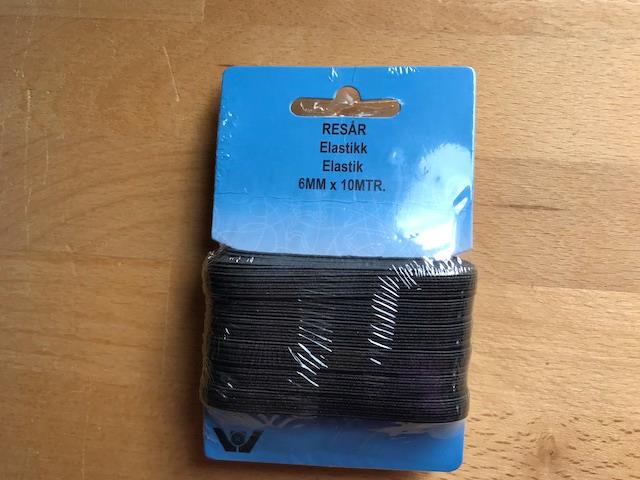 RESÅR
Elastikk
Elastik
6MM x 10MTR.